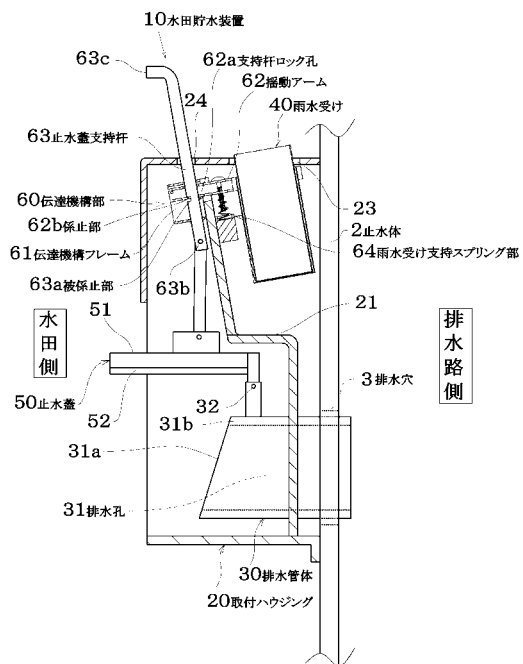 10水田貯水装置
63c
62a支持杆ロック孔
62揺動アーム
24
40雨水受け
63止水蓋支持杆
60伝達機構部
23
62b係止部
2止水体
61伝達機構フレーム
64雨水受け支持スプリング部
63a被係止部
63b
21
水田側
排水路側
51
3排水穴
50止水蓋
52
32
31b
31a
31排水孔
30排水管体
20取付ハウジング